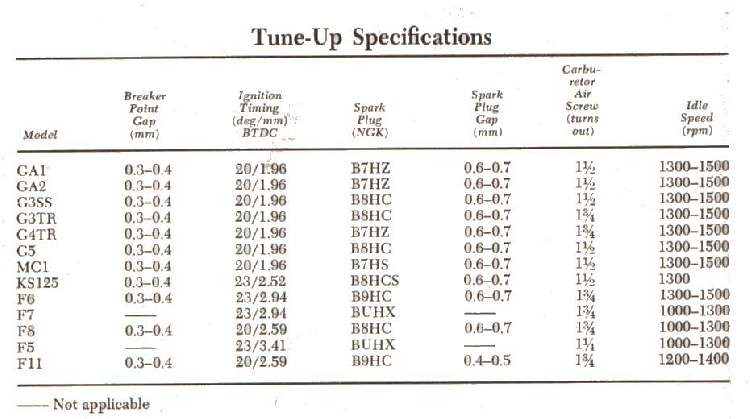 Tune-Up Specifications
Model Breaker Point Gap (mm) Ignition Timing (deg/mm) BTDC Spark Plug (NGK) Spark Plug Gap (mm) Carbu- retor Air Screw (turns out) Idle Speed (rpm)
GA1 0.3–0.4 20/1.96 B7HZ 0.6–0.7 1½ 1300–1500
GA2 0.3–0.4 20/1.96 B7HZ 0.6–0.7 1½ 1300–1500
G3SS 0.3–0.4 20/1.96 B8HC 0.6–0.7 1½ 1300–1500
G3TR 0.3–0.4 20/1.96 B8HC 0.6–0.7 1¾ 1300–1500
G4TR 0.3–0.4 20/1.96 B7HZ 0.6–0.7 1¾ 1300–1500
G5 0.3–0.4 20/1.96 B8HC 0.6–0.7 1½ 1300–1500
MC1 0.3–0.4 20/1.96 B7HS 0.6–0.7 1½ 1300–1500
KS125 0.3–0.4 23/2.52 B8HCS 0.6–0.7 1½ 1300
F6 0.3–0.4 23/2.94 B9HC 0.6–0.7 1¾ 1300–1500
F7 —— 23/2.94 BUHX —— 1¾ 1000–1300
F8 0.3–0.4 20/2.59 B8HC 0.6–0.7 1¾ 1000–1300
F5 —— 23/3.41 BUHX —— 1¼ 1000–1300
F11 0.3–0.4 20/2.59 B9HC 0.4–0.5 1¾ 1200–1400
—— Not applicable